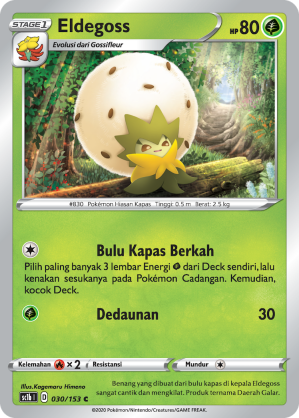 STAGE 1 Eldegoss HP 80
Evolusi dari Gossifleur
#830 Pokémon Hiasan Kapas Tinggi: 0.5 m Berat: 2.5 kg
Bulu Kapas Berkah
Pilih paling banyak 3 lembar Energi dari Deck sendiri, lalu
kenakan sesukanya pada Pokémon Cadangan. Kemudian,
kocok Deck.
Dedaunan 30
Kelemahan × 2 Resistansi Mundur
Illus. Kagemaru Himeno
sc1b I D 030/153 C
Benang yang dibuat dari bulu kapas di kepala Eldegoss
sangat cantik dan mengkilat. Produk ternama Daerah Galar.
©2020 Pokémon/Nintendo/Creatures/GAME FREAK.